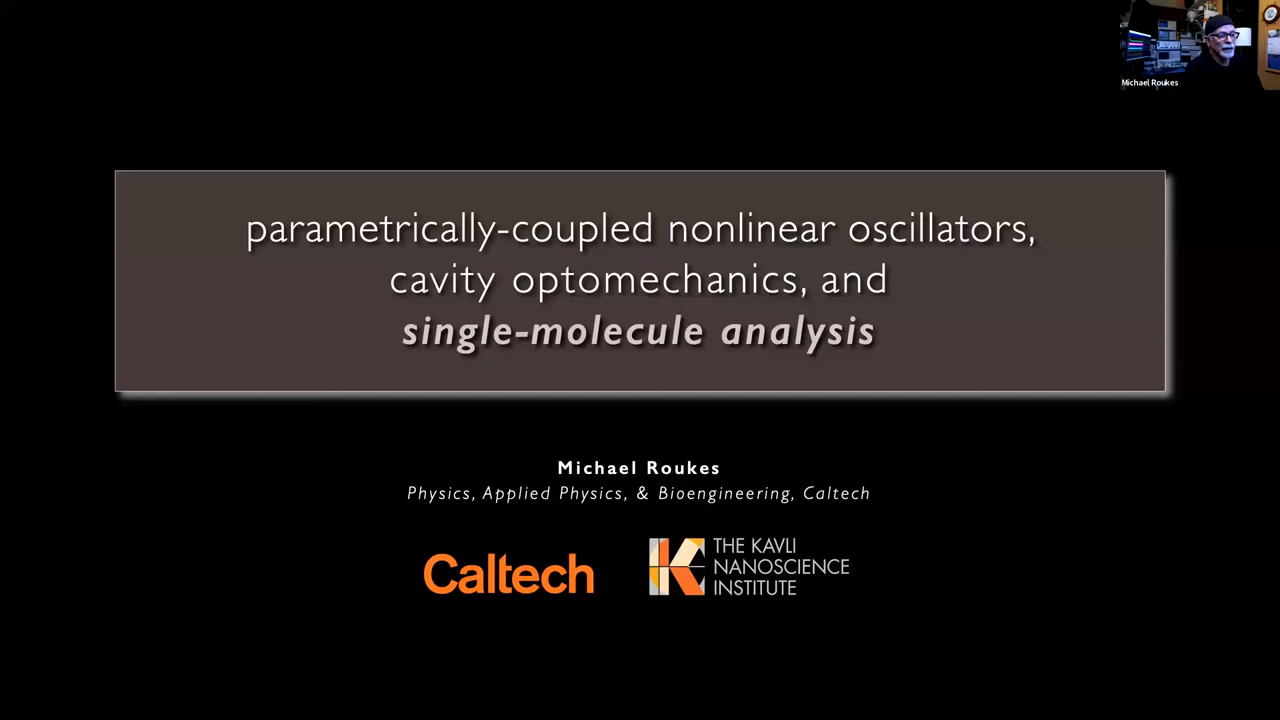 Michael Roukes
parametrically-coupled nonlinear oscillators,
cavity optomechanics, and
single-molecule analysis
Michael Roukes
Physics, Applied Physics, & Bioengineering, Caltech
Caltech
THE KAVLI
NANOSCIENCE
INSTITUTE